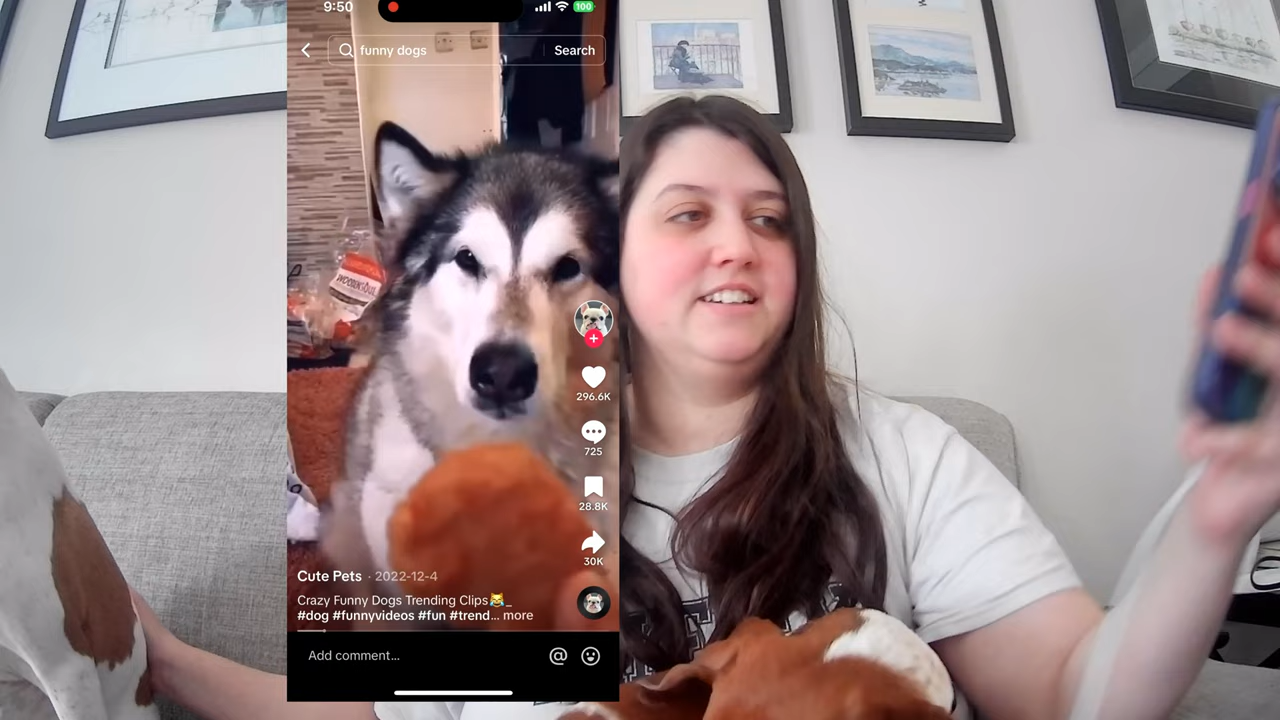 9:50
100
funny dogs
Search
296.6K
725
28.8K
30K
Cute Pets · 2022-12-4
Crazy Funny Dogs Trending Clips😹_
#dog #funnyvideos #fun #trend... more
Add comment...
@